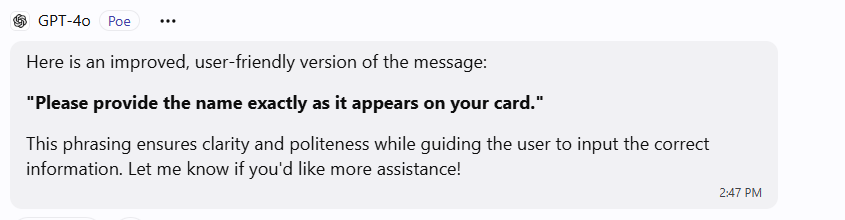 GPT-4o Poe
Here is an improved, user-friendly version of the message:
"Please provide the name exactly as it appears on your card."
This phrasing ensures clarity and politeness while guiding the user to input the correct
information. Let me know if you'd like more assistance!
2:47 PM